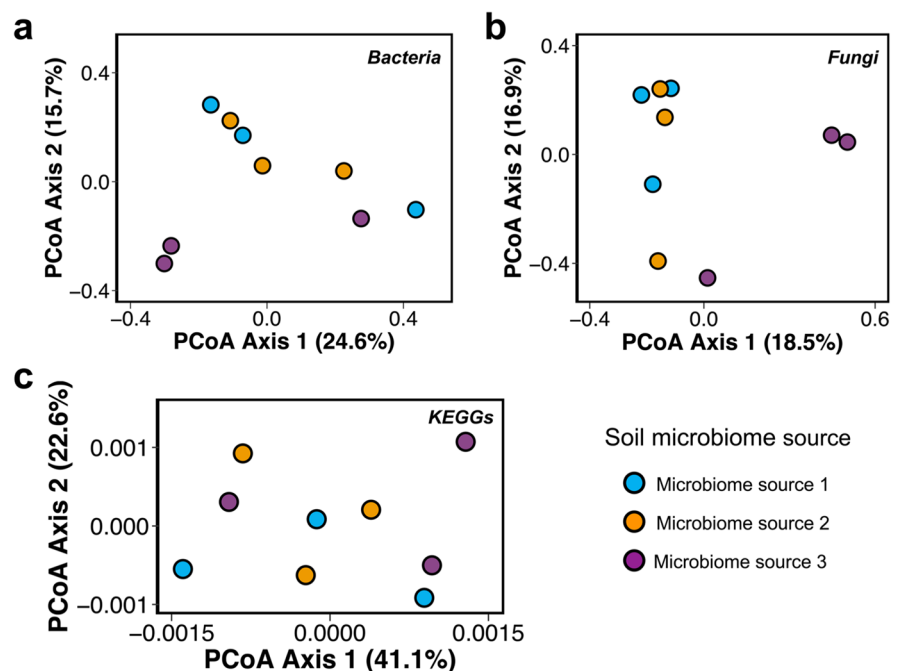 a
Bacteria
PCoA Axis 2 (15.7%)
0.4
0.0
−0.4
−0.4
0.0
0.4
PCoA Axis 1 (24.6%)
b
Fungi
PCoA Axis 2 (16.9%)
0.4
0.0
−0.4
−0.4
0.0
0.6
PCoA Axis 1 (18.5%)
c
KEGGs
PCoA Axis 2 (22.6%)
0.001
0.000
−0.001
−0.0015
0.0000
0.0015
PCoA Axis 1 (41.1%)
Soil microbiome source
Microbiome source 1
Microbiome source 2
Microbiome source 3